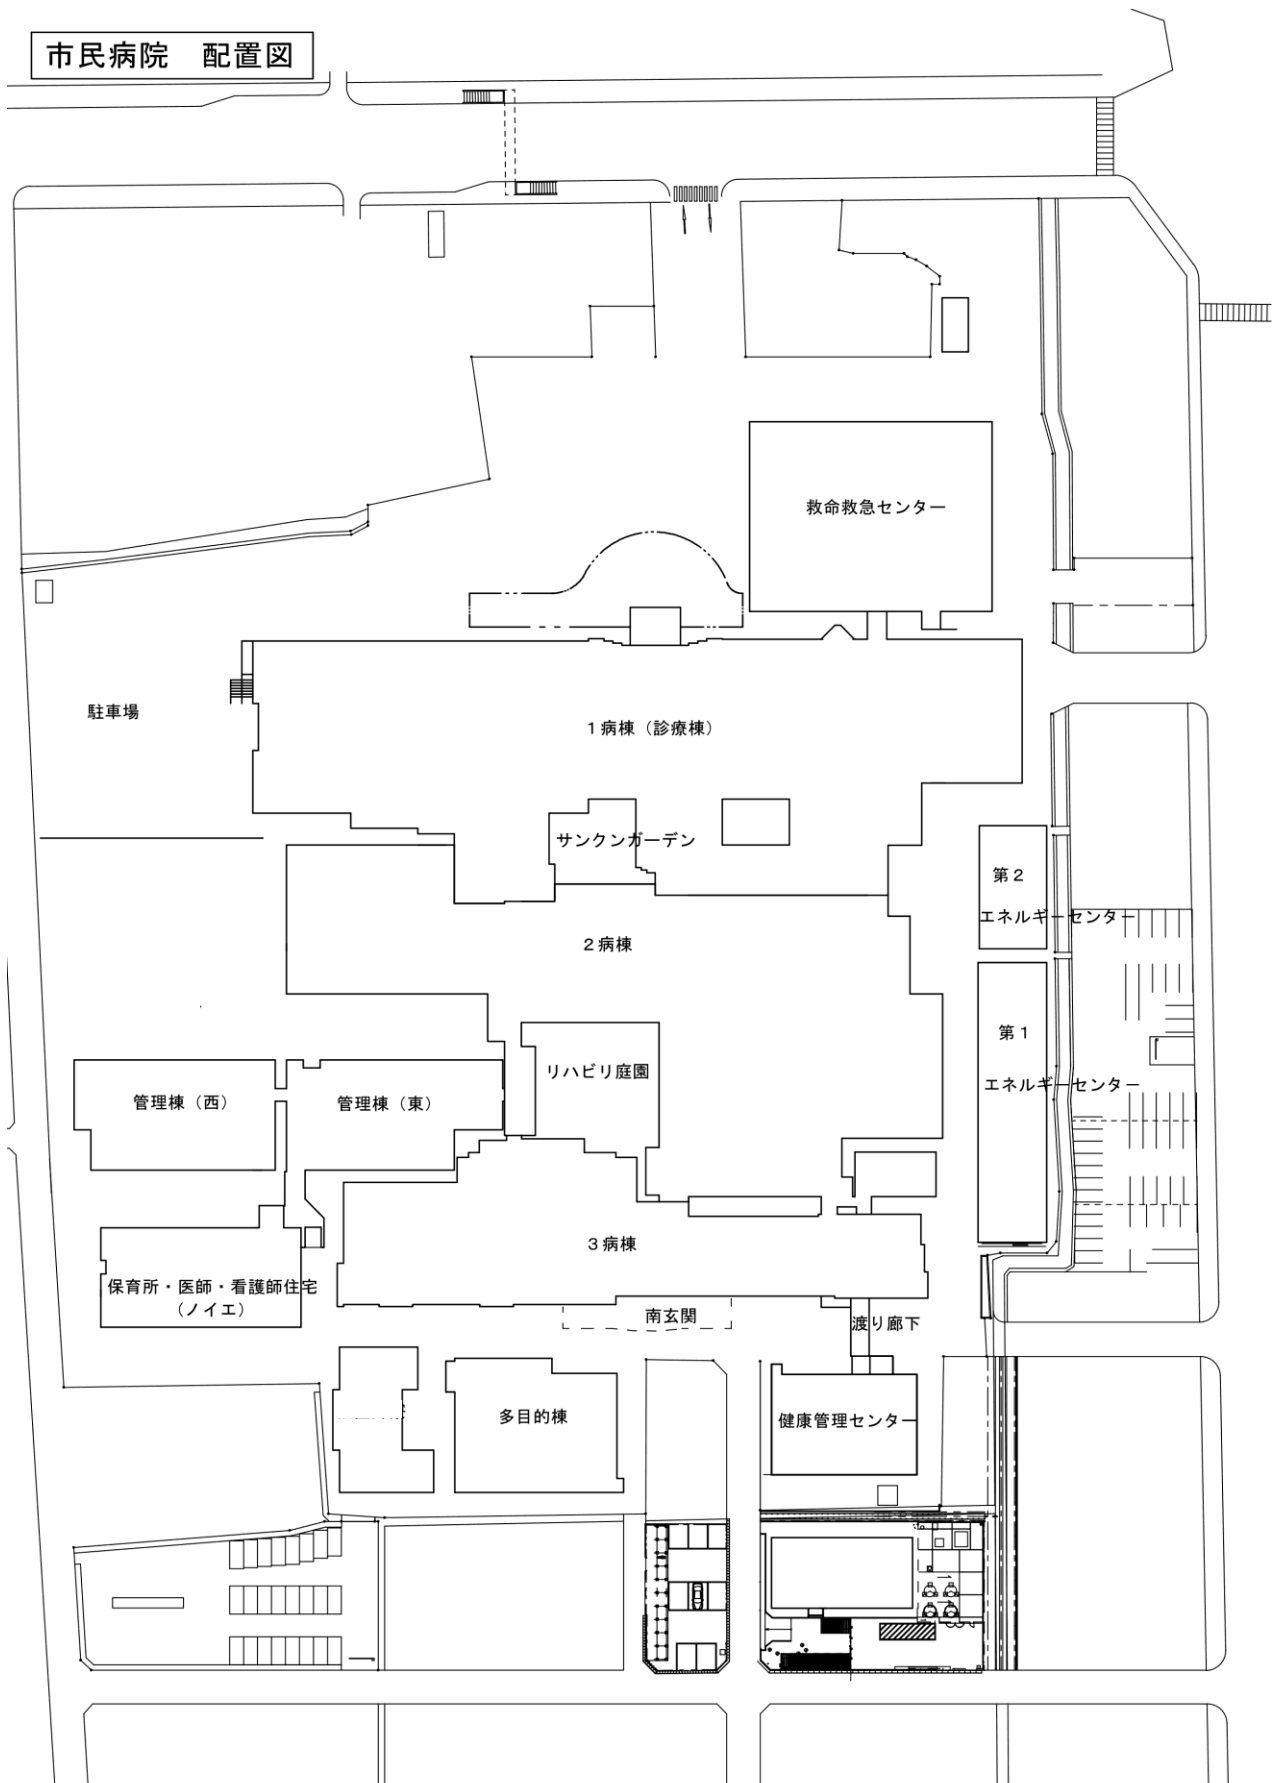 市民病院　配置図
救命救急センター
駐車場
１病棟（診療棟）
サンクンガーデン
第２
エネルギーセンター
２病棟
第１
エネルギーセンター
リハビリ庭園
管理棟（西）
管理棟（東）
３病棟
保育所・医師・看護師住宅
（ノイエ）
南玄関
渡り廊下
多目的棟
健康管理センター